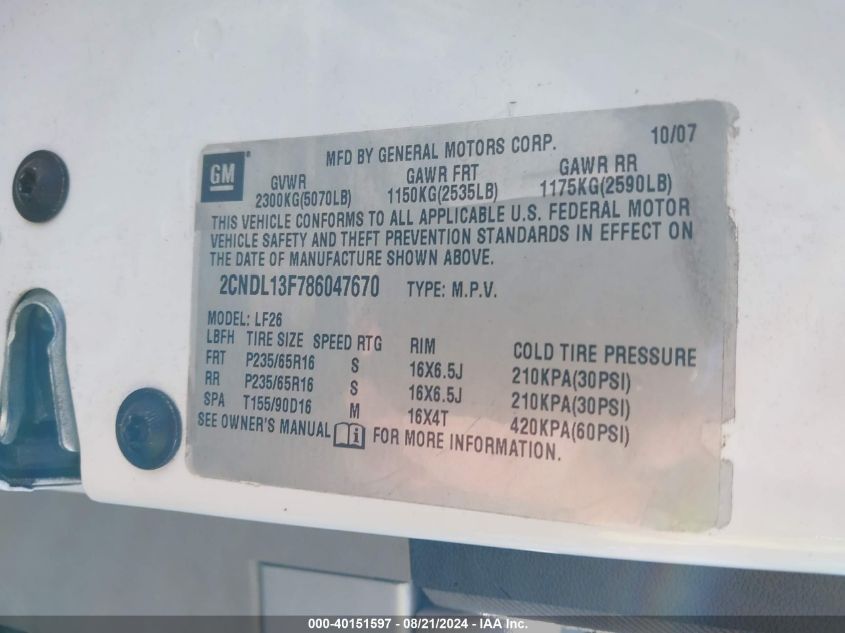 GM
MFD BY GENERAL MOTORS CORP. 10/07
GVWR GAWR FRT GAWR RR
2300KG(5070LB) 1150KG(2535LB) 1175KG(2590LB)
THIS VEHICLE CONFORMS TO ALL APPLICABLE U.S. FEDERAL MOTOR
VEHICLE SAFETY AND THEFT PREVENTION STANDARDS IN EFFECT ON
THE DATE OF MANUFACTURE SHOWN ABOVE.
2CNDL13F786047670 TYPE: M.P.V.
MODEL: LF26
LBFH TIRE SIZE SPEED RTG RIM COLD TIRE PRESSURE
FRT P235/65R16 S 16X6.5J 210KPA(30PSI)
RR P235/65R16 S 16X6.5J 210KPA(30PSI)
SPA T155/90D16 M 16X4T 420KPA(60PSI)
SEE OWNER'S MANUAL i FOR MORE INFORMATION.
000-40151597 - 08/21/2024 - IAA Inc.